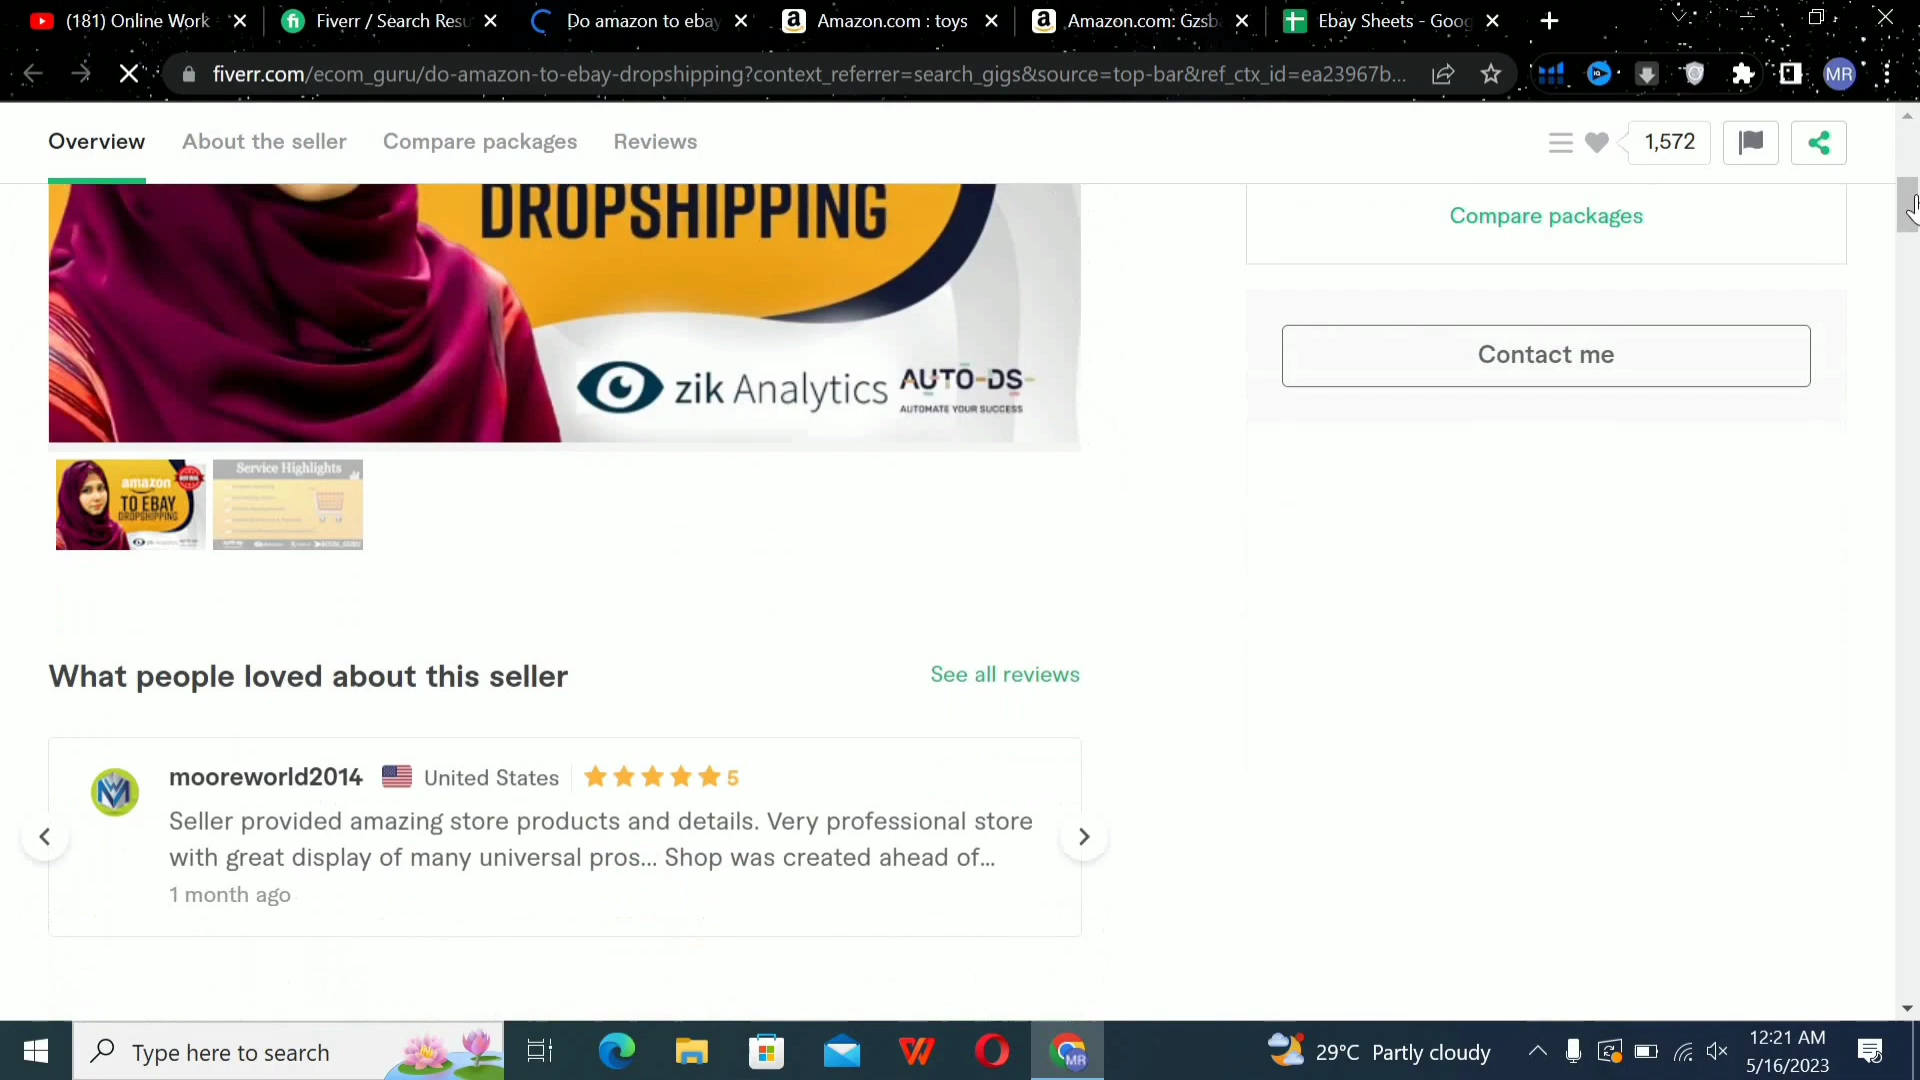 (181) Online Work
Fiverr / Search Resu
Do amazon to ebay
Amazon.com : toys
Amazon.com: Gzsb
Ebay Sheets - Goog
fiverr.com/ecom_guru/do-amazon-to-ebay-dropshipping?context_referrer=search_gigs&source=top-bar&ref_ctx_id=ea23967b...
MR
Overview
About the seller
Compare packages
Reviews
1,572
DROPSHIPPING
zik Analytics
AUTO-DS
AUTOMATE YOUR SUCCESS
Compare packages
Contact me
amazon
TO EBAY
DROPSHIPPING
Service Highlights
What people loved about this seller
See all reviews
mooreworld2014
United States
5
Seller provided amazing store products and details. Very professional store
with great display of many universal pros... Shop was created ahead of...
1 month ago
Type here to search
MR
29°C Partly cloudy
12:21 AM
5/16/2023